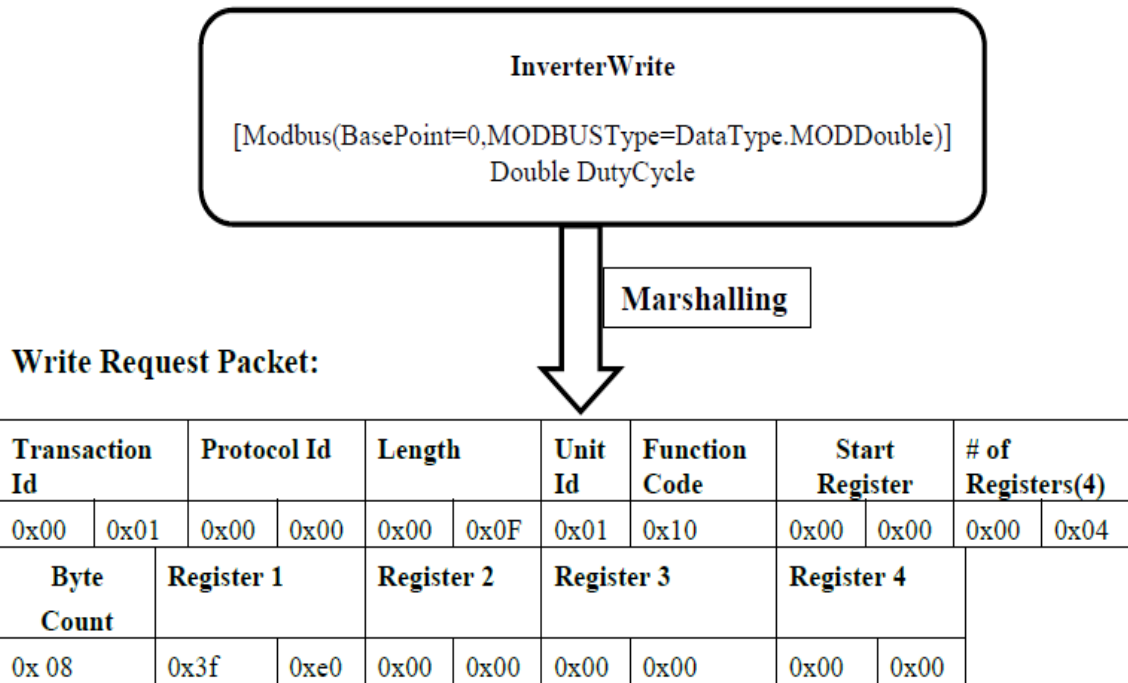 InverterWrite
[Modbus(BasePoint=0,MODBUSType=DataType.MODDouble)]
Double DutyCycle
Marshalling
Write Request Packet:
Transaction Id Protocol Id Length Unit Id Function Code Start Register # of Registers(4)
0x00 0x01 0x00 0x00 0x00 0x0F 0x01 0x10 0x00 0x00 0x00 0x04
Byte Count Register 1 Register 2 Register 3 Register 4
0x 08 0x3f 0xe0 0x00 0x00 0x00 0x00 0x00 0x00